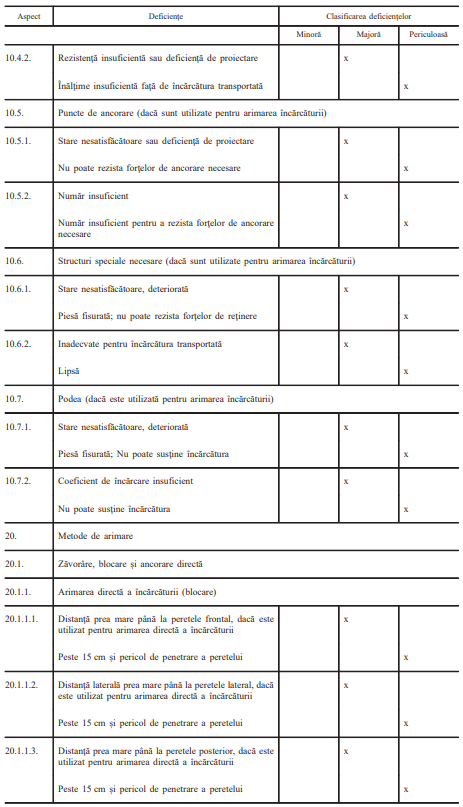 Aspect Deficiențe Clasificarea deficiențelor
Minoră Majoră Periculoasă
10.4.2. Rezistență insuficientă sau deficiență de proiectare x
Înălțime insuficientă față de încărcătura transportată x
10.5. Puncte de ancorare (dacă sunt utilizate pentru arimarea încărcăturii)
10.5.1. Stare nesatisfăcătoare sau deficiență de proiectare x
Nu poate rezista forțelor de ancorare necesare x
10.5.2. Număr insuficient x
Număr insuficient pentru a rezista forțelor de ancorare x
necesare
10.6. Structuri speciale necesare (dacă sunt utilizate pentru arimarea încărcăturii)
10.6.1. Stare nesatisfăcătoare, deteriorată x
Piesă fisurată; nu poate rezista forțelor de reținere x
10.6.2. Inadecvate pentru încărcătura transportată x
Lipsă x
10.7. Podea (dacă este utilizată pentru arimarea încărcăturii)
10.7.1. Stare nesatisfăcătoare, deteriorată x
Piesă fisurată; Nu poate susține încărcătura x
10.7.2. Coeficient de încărcare insuficient x
Nu poate susține încărcătura x
20. Metode de arimare
20.1. Zăvorâre, blocare și ancorare directă
20.1.1. Arimarea directă a încărcăturii (blocare)
20.1.1.1. Distanță prea mare până la peretele frontal, dacă este x
utilizat pentru arimarea directă a încărcăturii
Peste 15 cm și pericol de penetrare a peretelui x
20.1.1.2. Distanță laterală prea mare până la peretele lateral, dacă x
este utilizat pentru arimarea directă a încărcăturii
Peste 15 cm și pericol de penetrare a peretelui x
20.1.1.3. Distanță prea mare până la peretele posterior, dacă este x
utilizat pentru arimarea directă a încărcăturii
Peste 15 cm și pericol de penetrare a peretelui x